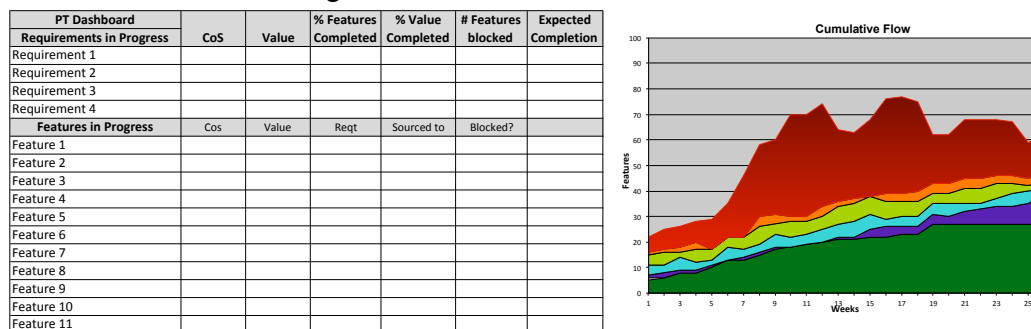 PT Dashboard % Features % Value # Features Expected
Requirements in Progress CoS Value Completed Completed blocked Completion
Requirement 1
Requirement 2
Requirement 3
Requirement 4
Features in Progress Cos Value Reqt Sourced to Blocked?
Feature 1
Feature 2
Feature 3
Feature 4
Feature 5
Feature 6
Feature 7
Feature 8
Feature 9
Feature 10
Feature 11
Cumulative Flow
100
90
80
70
60
50
40
30
20
10
0
Features
1 3 5 7 9 11 13 15 17 19 21 23 25
Weeks